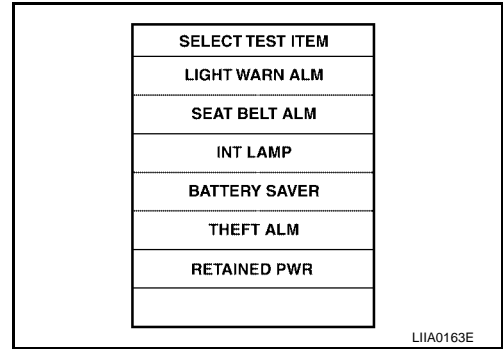 SELECT TEST ITEM
LIGHT WARN ALM
SEAT BELT ALM
INT LAMP
BATTERY SAVER
THEFT ALM
RETAINED PWR
LIIA0163E